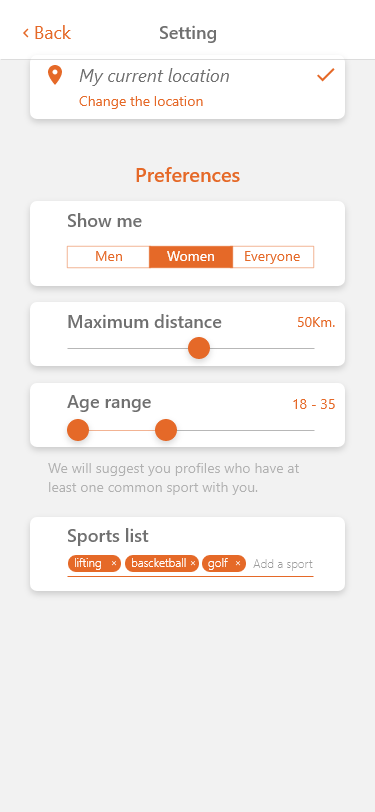 Back
Setting
My current location
Change the location
Preferences
Show me
Men Women Everyone
Maximum distance 50Km.
Age range 18 - 35
We will suggest you profiles who have at
least one common sport with you.
Sports list
lifting × bascketball × golf × Add a sport